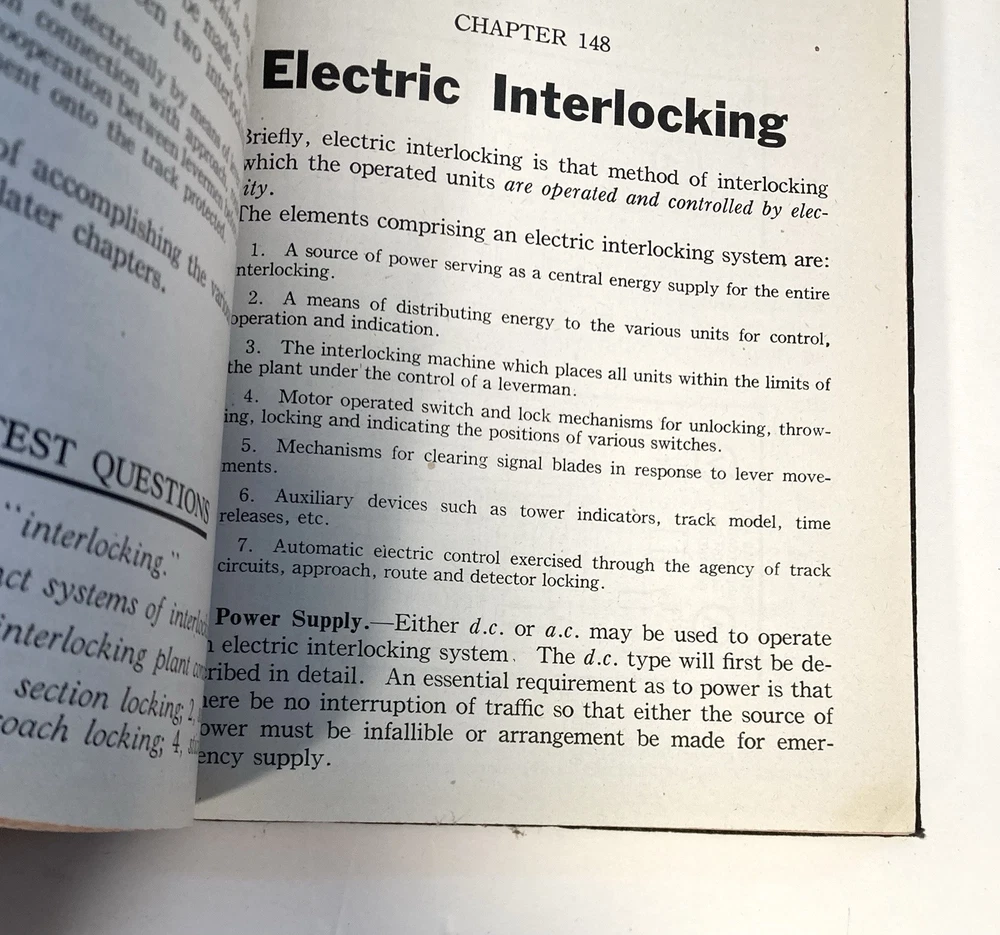 electrically by means of
connection with approach
cooperation between levermen
ment onto the track protected.
of accomplishing the
later chapters.
TEST QUESTIONS
"interlocking."
ct systems of
interlocking plant
section locking; 2,
oach locking; 4,
CHAPTER 148
Electric Interlocking
Briefly, electric interlocking is that method of interlocking
which the operated units are operated and controlled by elec-
ity.
The elements comprising an electric interlocking system are:
1. A source of power serving as a central energy supply for the entire
nterlocking.
2. A means of distributing energy to the various units for control,
operation and indication.
3. The interlocking machine which places all units within the limits of
the plant under the control of a leverman.
4. Motor operated switch and lock mechanisms for unlocking, throw-
ing, locking and indicating the positions of various switches.
5. Mechanisms for clearing signal blades in response to lever move-
ments.
6. Auxiliary devices such as tower indicators, track model, time
releases, etc.
7. Automatic electric control exercised through the agency of track
circuits, approach, route and detector locking.
Power Supply.—Either d.c. or a.c. may be used to operate
n electric interlocking system. The d.c. type will first be de-
cribed in detail. An essential requirement as to power is that
here be no interruption of traffic so that either the source of
ower must be infallible or arrangement be made for emer-
ency supply.